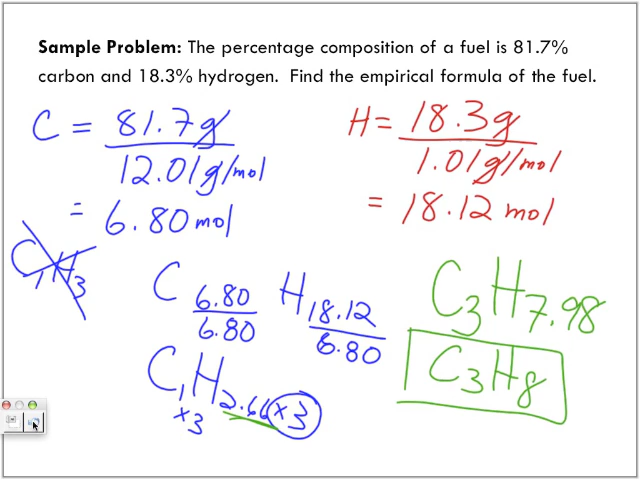 Sample Problem: The percentage composition of a fuel is 81.7%
carbon and 18.3% hydrogen. Find the empirical formula of the fuel.
C = 81.7g
12.01g/mol
= 6.80 mol
H = 18.3g
1.01g/mol
= 18.12 mol
C1H3
C 6.80 H 18.12
6.80 6.80
C1H2.66 ×3
×3
C3H7.98
C3H8